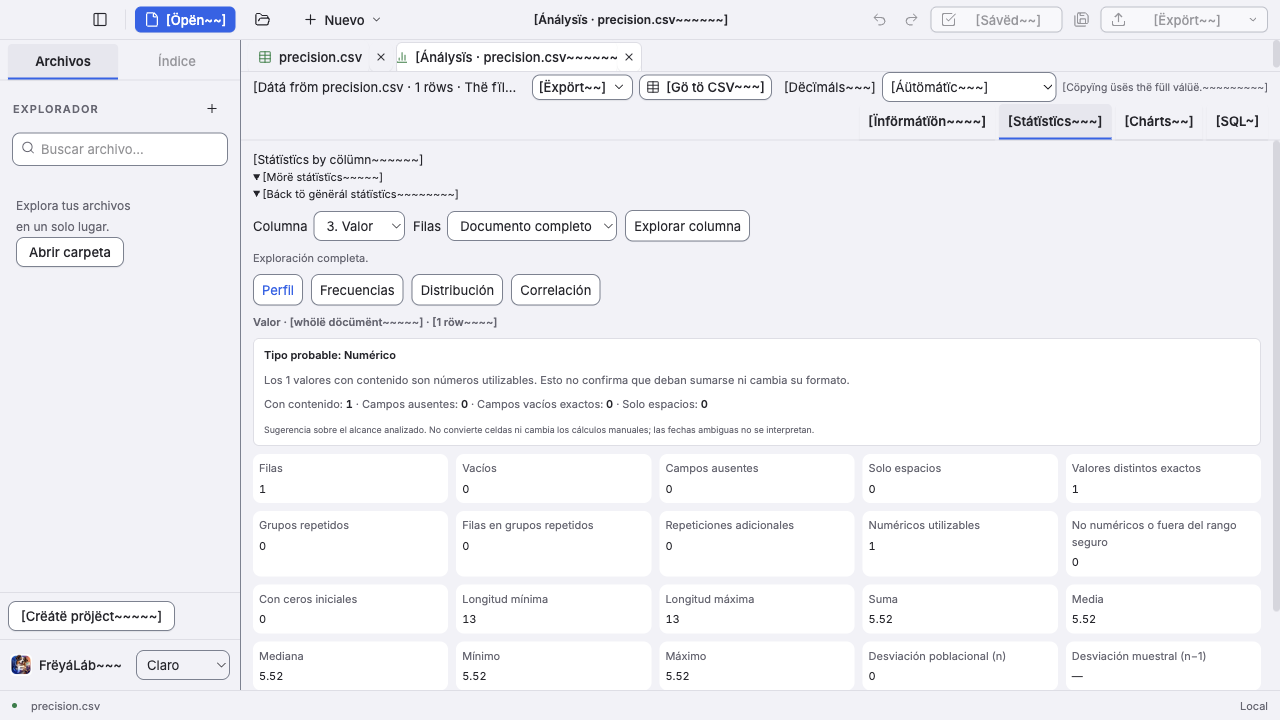 [Öpën~~]
Nuevo
[Ánálysïs · precision.csv~~~~~~]
[Sávëd~~]
[Ëxpört~~]
Archivos
Índice
precision.csv
[Ánálysïs · precision.csv~~~~~~
[Dátá fröm precision.csv · 1 röws · Thë fïl...
[Ëxpört~~]
[Gö tö CSV~~~]
[Dëcïmáls~~~]
[Áütömátïc~~~]
[Cöpyïng üsës thë füll válüë.~~~~~~~~~]
EXPLORADOR
Buscar archivo...
Explora tus archivos
en un solo lugar.
Abrir carpeta
[Ïnförmátïön~~~~]
[Státïstïcs~~~]
[Chárts~~]
[SQL~]
[Státïstïcs by cölümn~~~~~~]
[Mörë státïstïcs~~~~~]
[Báck tö gënërál státïstïcs~~~~~~~~]
Columna
3. Valor
Filas
Documento completo
Explorar columna
Exploración completa.
Perfil
Frecuencias
Distribución
Correlación
Valor · [whölë döcümënt~~~~~] · [1 röw~~~~]
Tipo probable: Numérico
Los 1 valores con contenido son números utilizables. Esto no confirma que deban sumarse ni cambia su formato.
Con contenido: 1 · Campos ausentes: 0 · Campos vacíos exactos: 0 · Solo espacios: 0
Sugerencia sobre el alcance analizado. No convierte celdas ni cambia los cálculos manuales; las fechas ambiguas no se interpretan.
Filas
1
Vacíos
0
Campos ausentes
0
Solo espacios
0
Valores distintos exactos
1
Grupos repetidos
0
Filas en grupos repetidos
0
Repeticiones adicionales
0
Numéricos utilizables
1
No numéricos o fuera del rango
seguro
0
Con ceros iniciales
0
Longitud mínima
13
Longitud máxima
13
Suma
5.52
Media
5.52
Mediana
5.52
Mínimo
5.52
Máximo
5.52
Desviación poblacional (n)
0
Desviación muestral (n−1)
—
[Crëátë pröjëct~~~~~]
FrëyáLáb~~~
Claro
precision.csv
Local